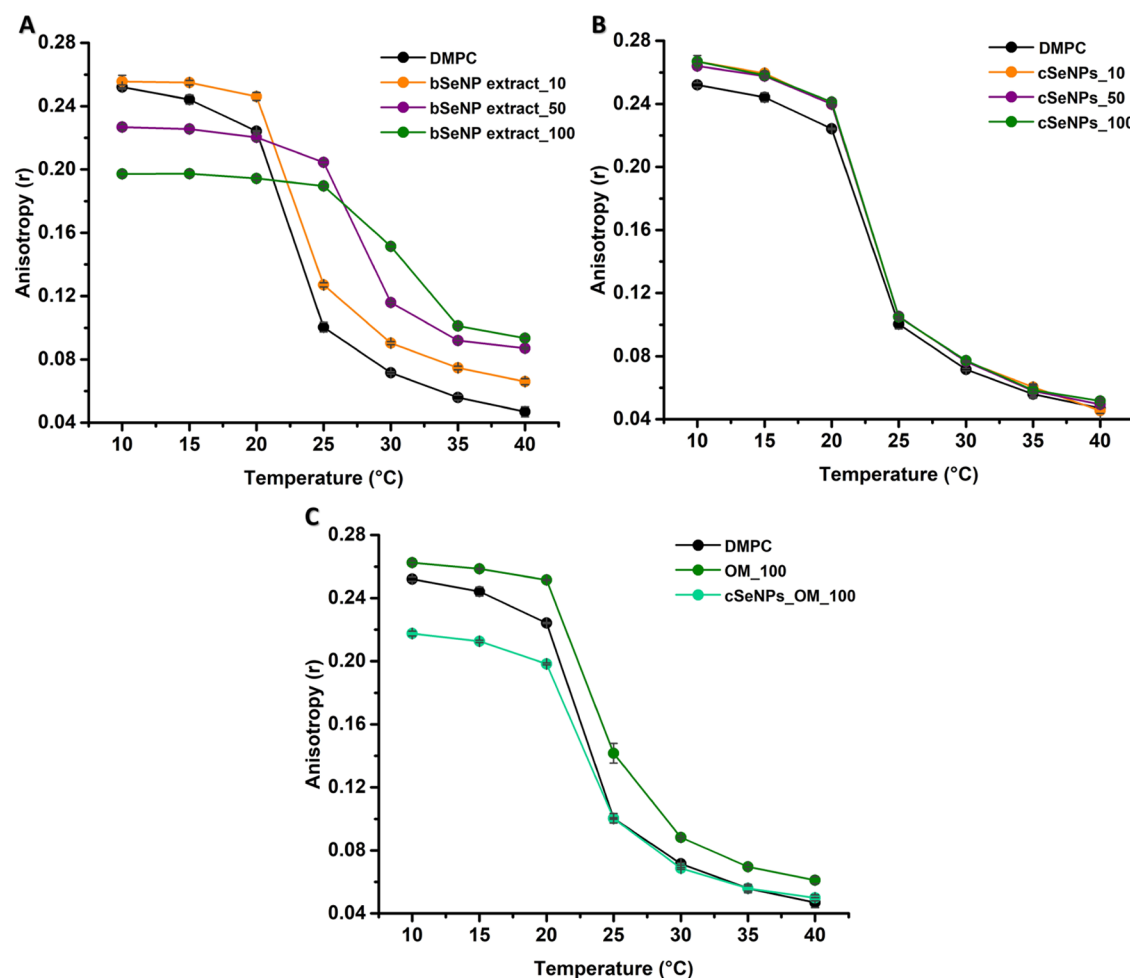 A
0.28
0.24
0.20
0.16
0.12
0.08
0.04
Anisotropy (r)
DMPC
bSeNP extract_10
bSeNP extract_50
bSeNP extract_100
10 15 20 25 30 35 40
Temperature (°C)
B
0.28
0.24
0.20
0.16
0.12
0.08
0.04
Anisotropy (r)
DMPC
cSeNPs_10
cSeNPs_50
cSeNPs_100
10 15 20 25 30 35 40
Temperature (°C)
C
0.28
0.24
0.20
0.16
0.12
0.08
0.04
Anisotropy (r)
DMPC
OM_100
cSeNPs_OM_100
10 15 20 25 30 35 40
Temperature (°C)